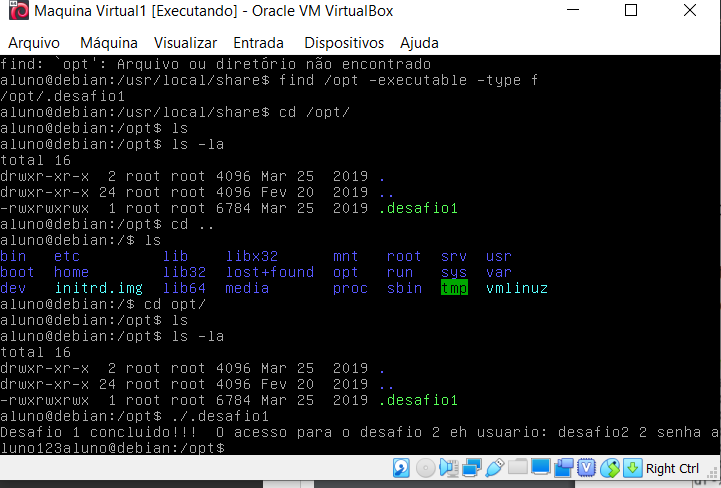 Maquina Virtual1 [Executando] - Oracle VM VirtualBox
Arquivo Máquina Visualizar Entrada Dispositivos Ajuda
find: `opt': Arquivo ou diretório não encontrado
aluno@debian:/usr/local/share$ find /opt -executable -type f
/opt/.desafio1
aluno@debian:/usr/local/share$ cd /opt/
aluno@debian:/opt$ ls
aluno@debian:/opt$ ls -la
total 16
drwxr-xr-x 2 root root 4096 Mar 25 2019 .
drwxr-xr-x 24 root root 4096 Fev 20 2019 ..
-rwxrwxrwx 1 root root 6784 Mar 25 2019 .desafio1
aluno@debian:/opt$ cd ..
aluno@debian:/$ ls
bin etc lib libx32 mnt root srv usr
boot home lib32 lost+found opt run sys var
dev initrd.img lib64 media proc sbin tmp vmlinuz
aluno@debian:/$ cd opt/
aluno@debian:/opt$ ls
aluno@debian:/opt$ ls -la
total 16
drwxr-xr-x 2 root root 4096 Mar 25 2019 .
drwxr-xr-x 24 root root 4096 Fev 20 2019 ..
-rwxrwxrwx 1 root root 6784 Mar 25 2019 .desafio1
aluno@debian:/opt$ ./.desafio1
Desafio 1 concluido!!! O acesso para o desafio 2 eh usuario: desafio2 2 senha a
luno123aluno@debian:/opt$
Right Ctrl